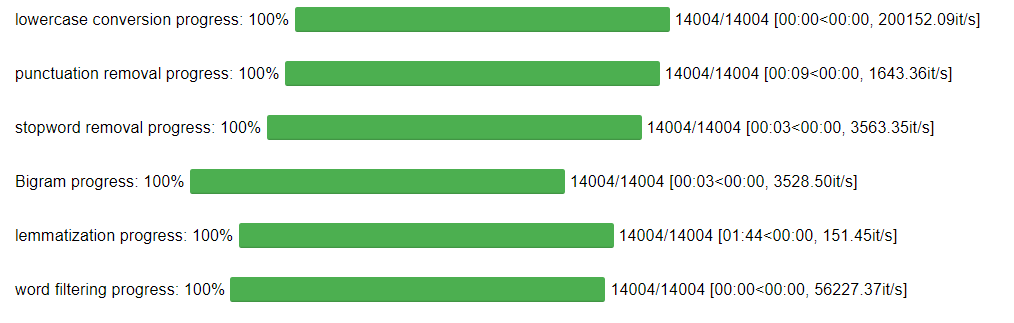 lowercase conversion progress: 100% 14004/14004 [00:00<00:00, 200152.09it/s]
punctuation removal progress: 100% 14004/14004 [00:09<00:00, 1643.36it/s]
stopword removal progress: 100% 14004/14004 [00:03<00:00, 3563.35it/s]
Bigram progress: 100% 14004/14004 [00:03<00:00, 3528.50it/s]
lemmatization progress: 100% 14004/14004 [01:44<00:00, 151.45it/s]
word filtering progress: 100% 14004/14004 [00:00<00:00, 56227.37it/s]